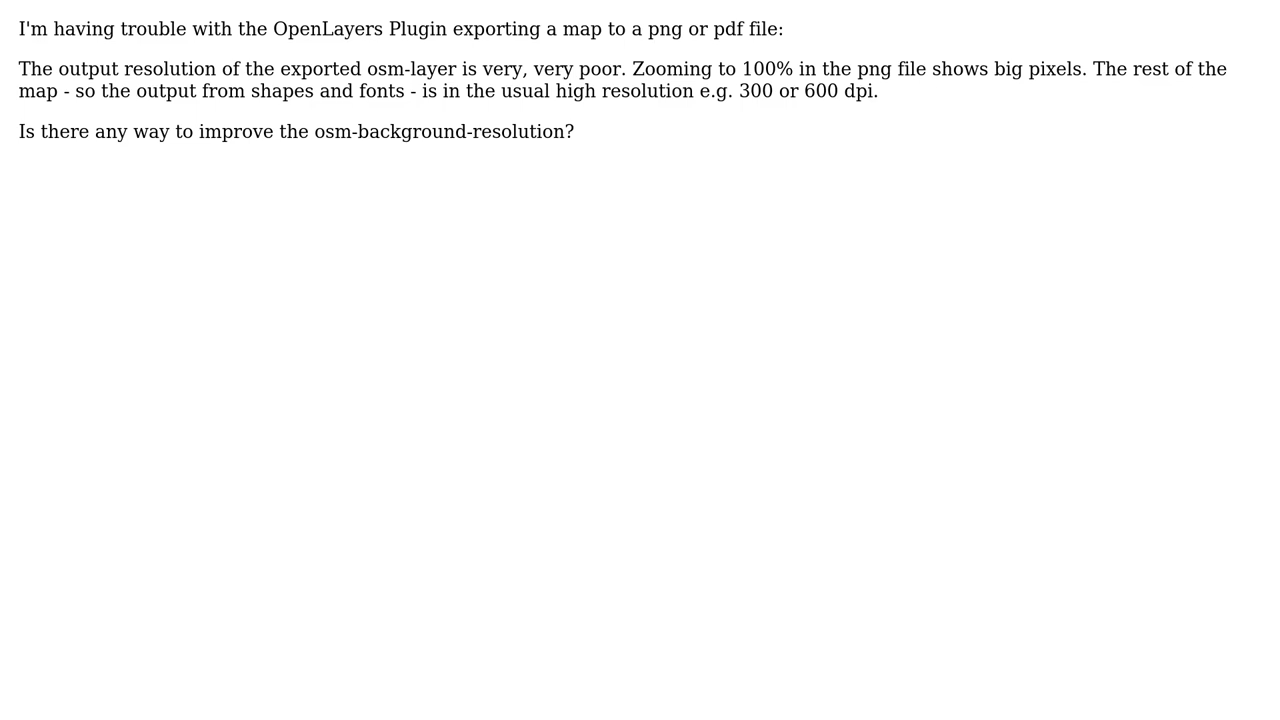 I'm having trouble with the OpenLayers Plugin exporting a map to a png or pdf file:
The output resolution of the exported osm-layer is very, very poor. Zooming to 100% in the png file shows big pixels. The rest of the
map - so the output from shapes and fonts - is in the usual high resolution e.g. 300 or 600 dpi.
Is there any way to improve the osm-background-resolution?